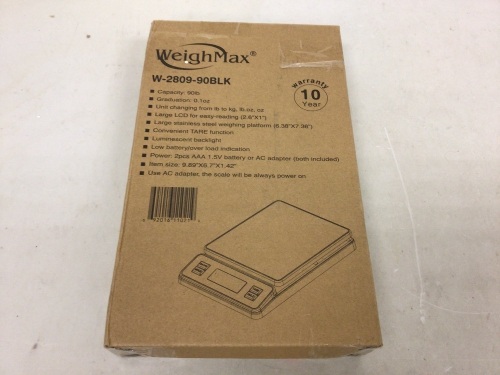 WeighMax®
W-2809-90BLK
warranty
10
Year
■ Capacity: 90lb
■ Graduation: 0.1oz
■ Unit changing from lb to kg, lb:oz, oz
■ Large LCD for easy-reading (2.6"X1")
■ Large stainless steel weighing platform (6.38"X7.36")
■ Convenient TARE function
■ Luminescent backlight
■ Low battery/over load indication
■ Power: 2pcs AAA 1.5V battery or AC adapter (both included)
■ Item size: 9.89"X6.7"X1.42"
■ Use AC adapter, the scale will be always power on